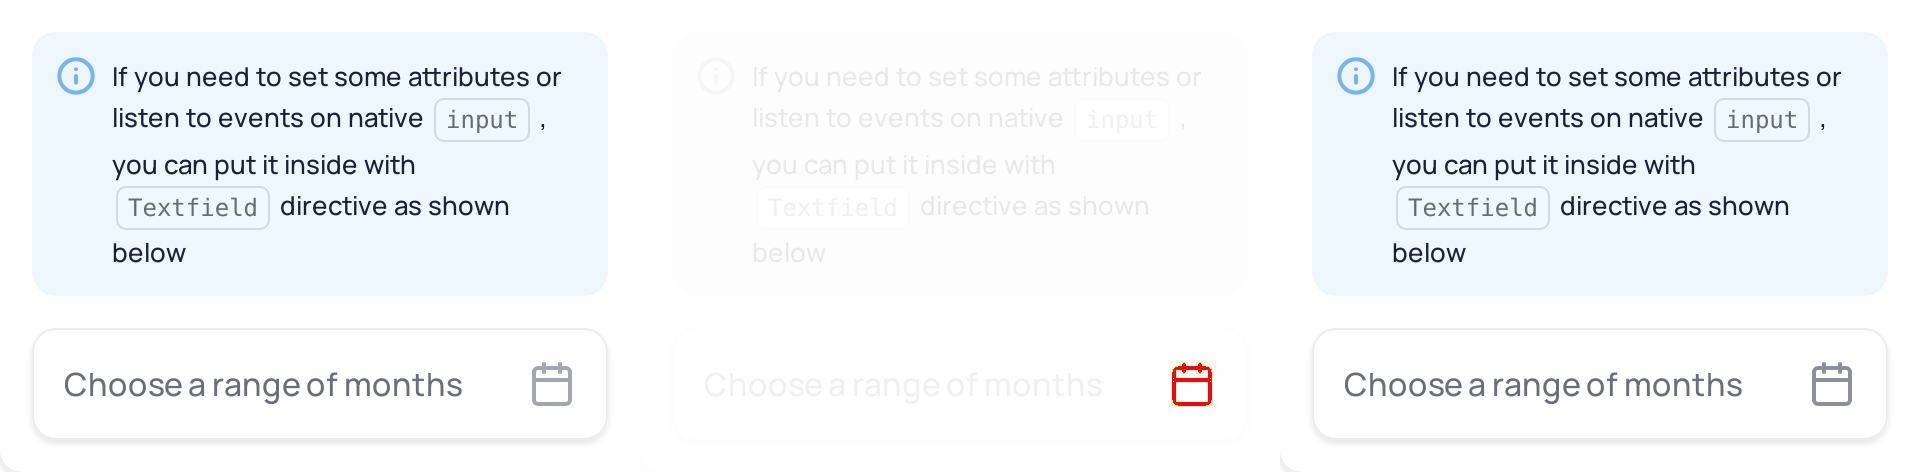 If you need to set some attributes or
listen to events on native input ,
you can put it inside with
Textfield directive as shown
below
Choose a range of months
If you need to set some attributes or
listen to events on native input ,
you can put it inside with
Textfield directive as shown
below
Choose a range of months
If you need to set some attributes or
listen to events on native input ,
you can put it inside with
Textfield directive as shown
below
Choose a range of months